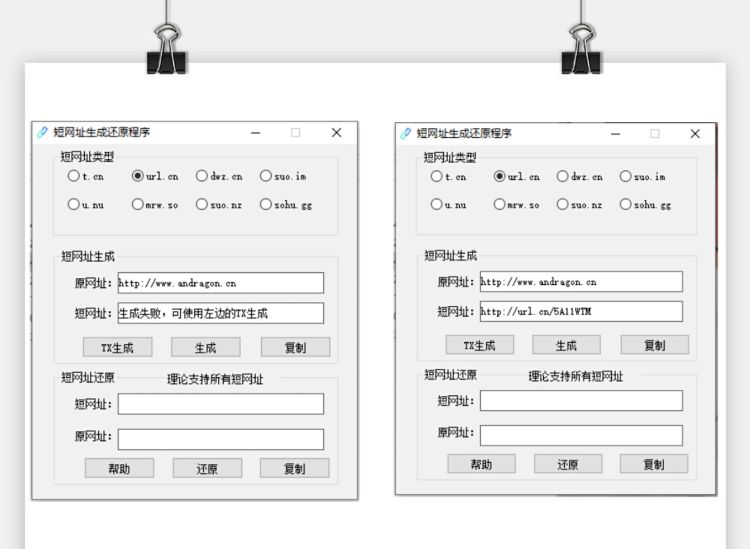 短网址生成还原程序
短网址类型
t.cn url.cn dwz.cn suo.im
u.nu mrw.so suo.nz sohu.gg
短网址生成
原网址: http://www.andragon.cn
短网址: 生成失败，可使用左边的TX生成
TX生成 生成 复制
短网址还原 理论支持所有短网址
短网址:
原网址:
帮助 还原 复制
短网址生成还原程序
短网址类型
t.cn url.cn dwz.cn suo.im
u.nu mrw.so suo.nz sohu.gg
短网址生成
原网址: http://www.andragon.cn
短网址: http://url.cn/5A11WTM
TX生成 生成 复制
短网址还原 理论支持所有短网址
短网址:
原网址:
帮助 还原 复制